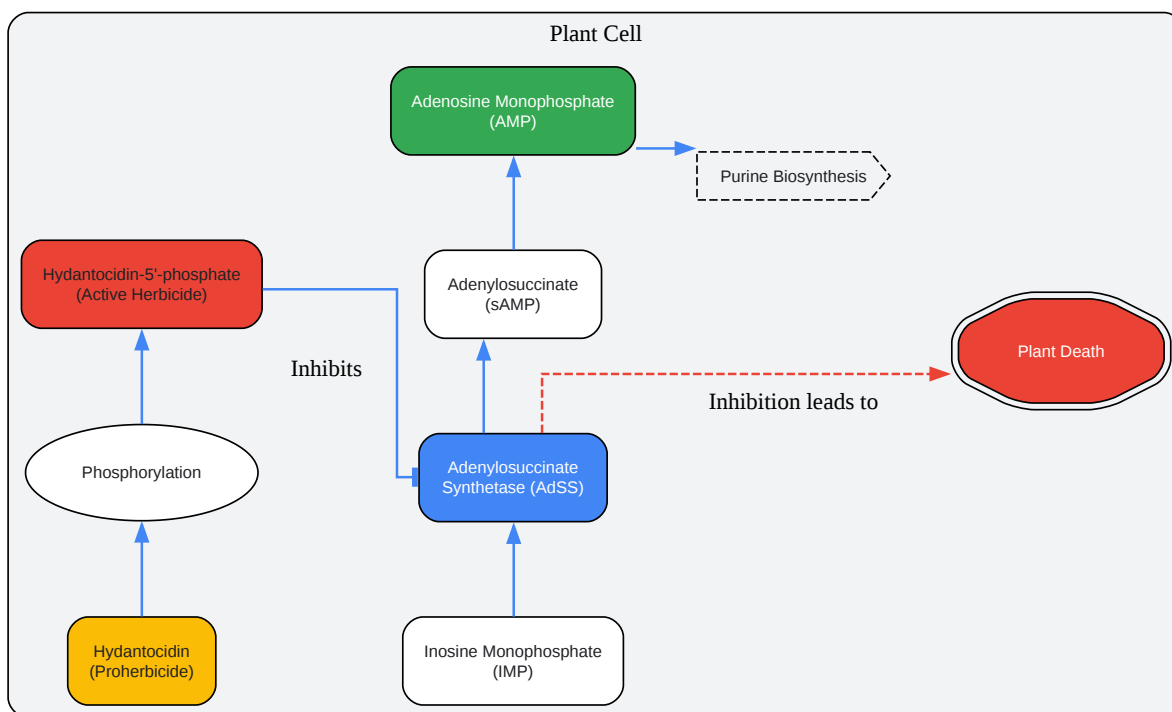 Plant Cell
Adenosine Monophosphate
(AMP)
Purine Biosynthesis
Hydantocidin-5'-phosphate
(Active Herbicide)
Adenylosuccinate
(sAMP)
Plant Death
Inhibits
Inhibition leads to
Phosphorylation
Adenylosuccinate
Synthetase (AdSS)
Hydantocidin
(Proherbicide)
Inosine Monophosphate
(IMP)